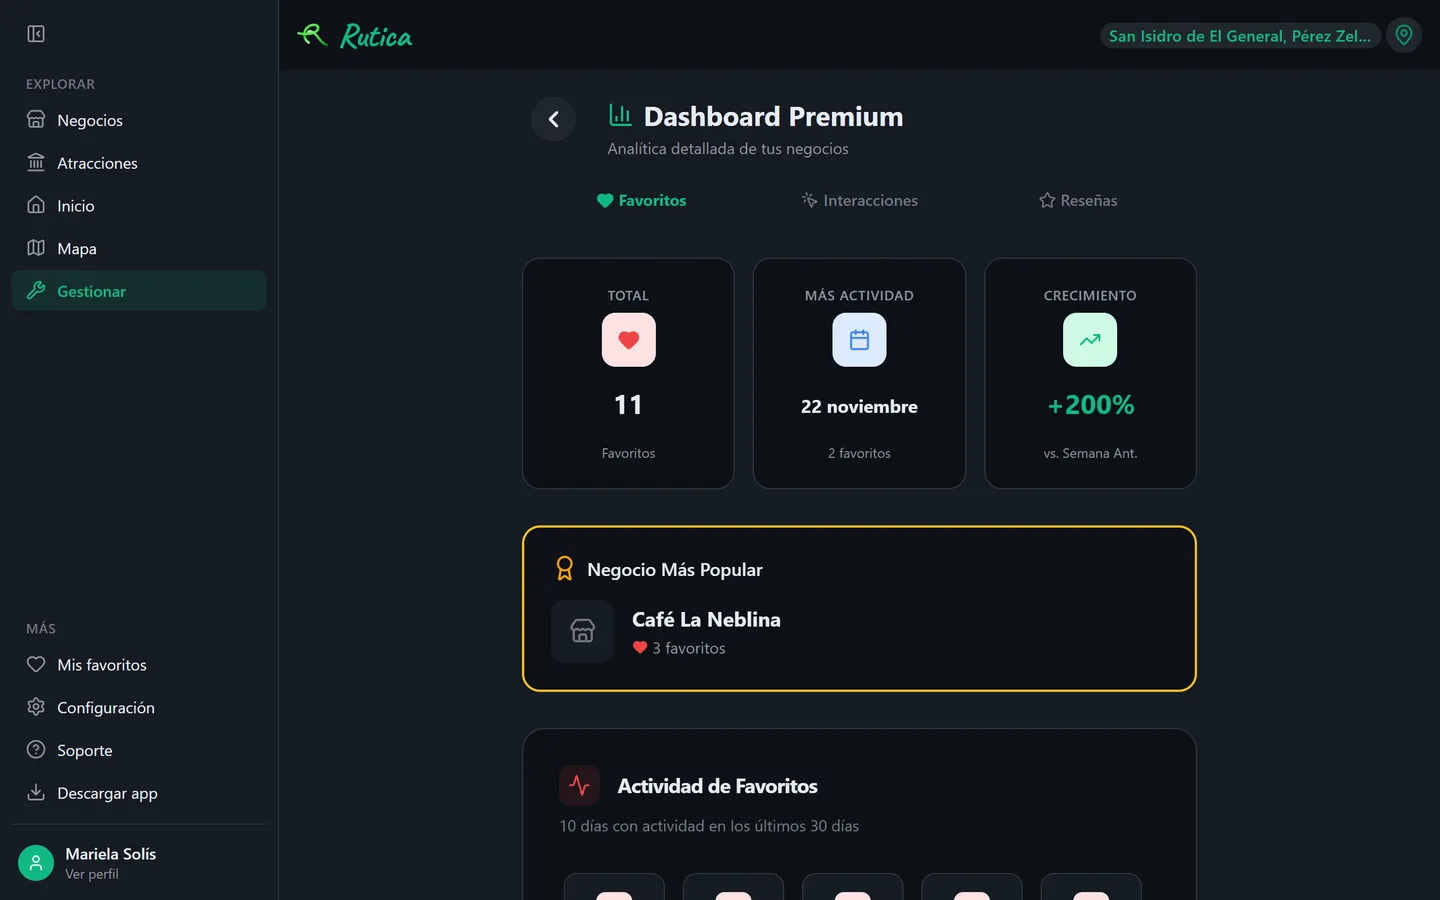 EXPLORAR
Negocios
Atracciones
Inicio
Mapa
Gestionar
MÁS
Mis favoritos
Configuración
Soporte
Descargar app
Mariela Solís
Ver perfil
Rutica
San Isidro de El General, Pérez Zel...
Dashboard Premium
Analítica detallada de tus negocios
Favoritos
Interacciones
Reseñas
TOTAL
11
Favoritos
MÁS ACTIVIDAD
22 noviembre
2 favoritos
CRECIMIENTO
+200%
vs. Semana Ant.
Negocio Más Popular
Café La Neblina
3 favoritos
Actividad de Favoritos
10 días con actividad en los últimos 30 días